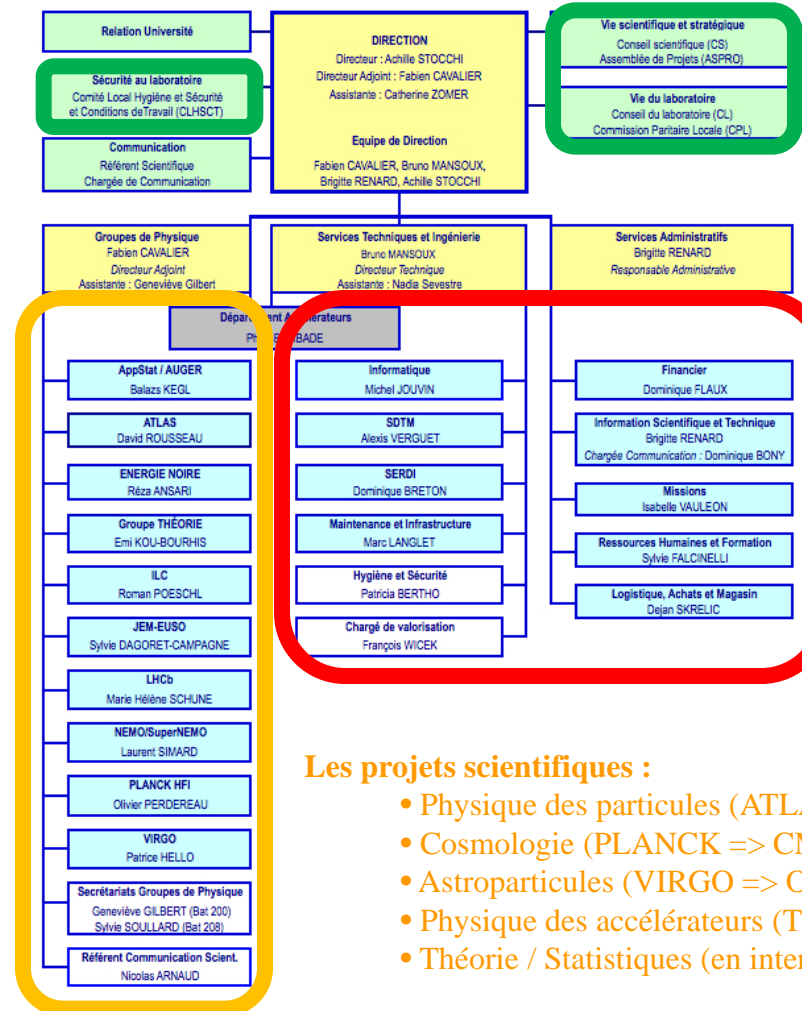 Relation Université
Sécurité au laboratoire
Comité Local Hygiène et Sécurité
et Conditions deTravail (CLHSCT)
Communication
Référent Scientifique
Chargée de Communication
DIRECTION
Directeur : Achille STOCCHI
Directeur Adjoint : Fabien CAVALIER
Assistante : Catherine ZOMER
Equipe de Direction
Fabien CAVALIER, Bruno MANSOUX,
Brigitte RENARD, Achille STOCCHI
Vie scientifique et stratégique
Conseil scientifique (CS)
Assemblée de Projets (ASPRO)
Vie du laboratoire
Conseil du laboratoire (CL)
Commission Paritaire Locale (CPL)
Groupes de Physique
Fabien CAVALIER
Directeur Adjoint
Assistante : Geneviève Gilbert
Services Techniques et Ingénierie
Bruno MANSOUX
Directeur Technique
Assistante : Nadia Sevestre
Services Administratifs
Brigitte RENARD
Responsable Administrative
AppStat / AUGER
Balazs KEGL
ATLAS
David ROUSSEAU
ENERGIE NOIRE
Réza ANSARI
Groupe THÉORIE
Emi KOU-BOURHIS
ILC
Roman POESCHL
JEM-EUSO
Sylvie DAGORET-CAMPAGNE
LHCb
Marie Hélène SCHUNE
NEMO/SuperNEMO
Laurent SIMARD
PLANCK HFI
Olivier PERDEREAU
VIRGO
Patrice HELLO
Secrétariats Groupes de Physique
Geneviève GILBERT (Bat 200)
Sylvie SOULLARD (Bat 208)
Référent Communication Scient.
Nicolas ARNAUD
Informatique
Michel JOUVIN
SDTM
Alexis VERGUET
SERDI
Dominique BRETON
Maintenance et Infrastructure
Marc LANGLET
Hygiène et Sécurité
Patricia BERTHO
Chargé de valorisation
François WICEK
Financier
Dominique FLAUX
Information Scientifique et Technique
Brigitte RENARD
Chargée Communication : Dominique BONY
Missions
Isabelle VAULEON
Ressources Humaines et Formation
Sylvie FALCINELLI
Logistique, Achats et Magasin
Dejan SKRELIC
Les projets scientifiques :
• Physique des particules (ATLA
• Cosmologie (PLANCK =>
• Astroparticules (VIRGO =>
• Physique des accélérateurs (T
• Théorie / Statistiques (en inter